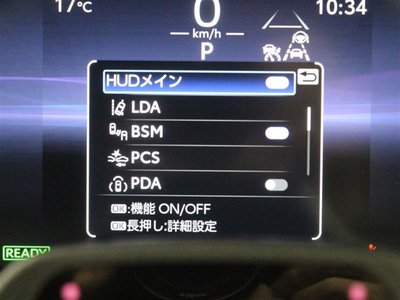 17℃
0
km/h
P
10:34
HUDメイン
LDA
BSM
PCS
PDA
OK:機能 ON/OFF
OK長押し:詳細設定
READY